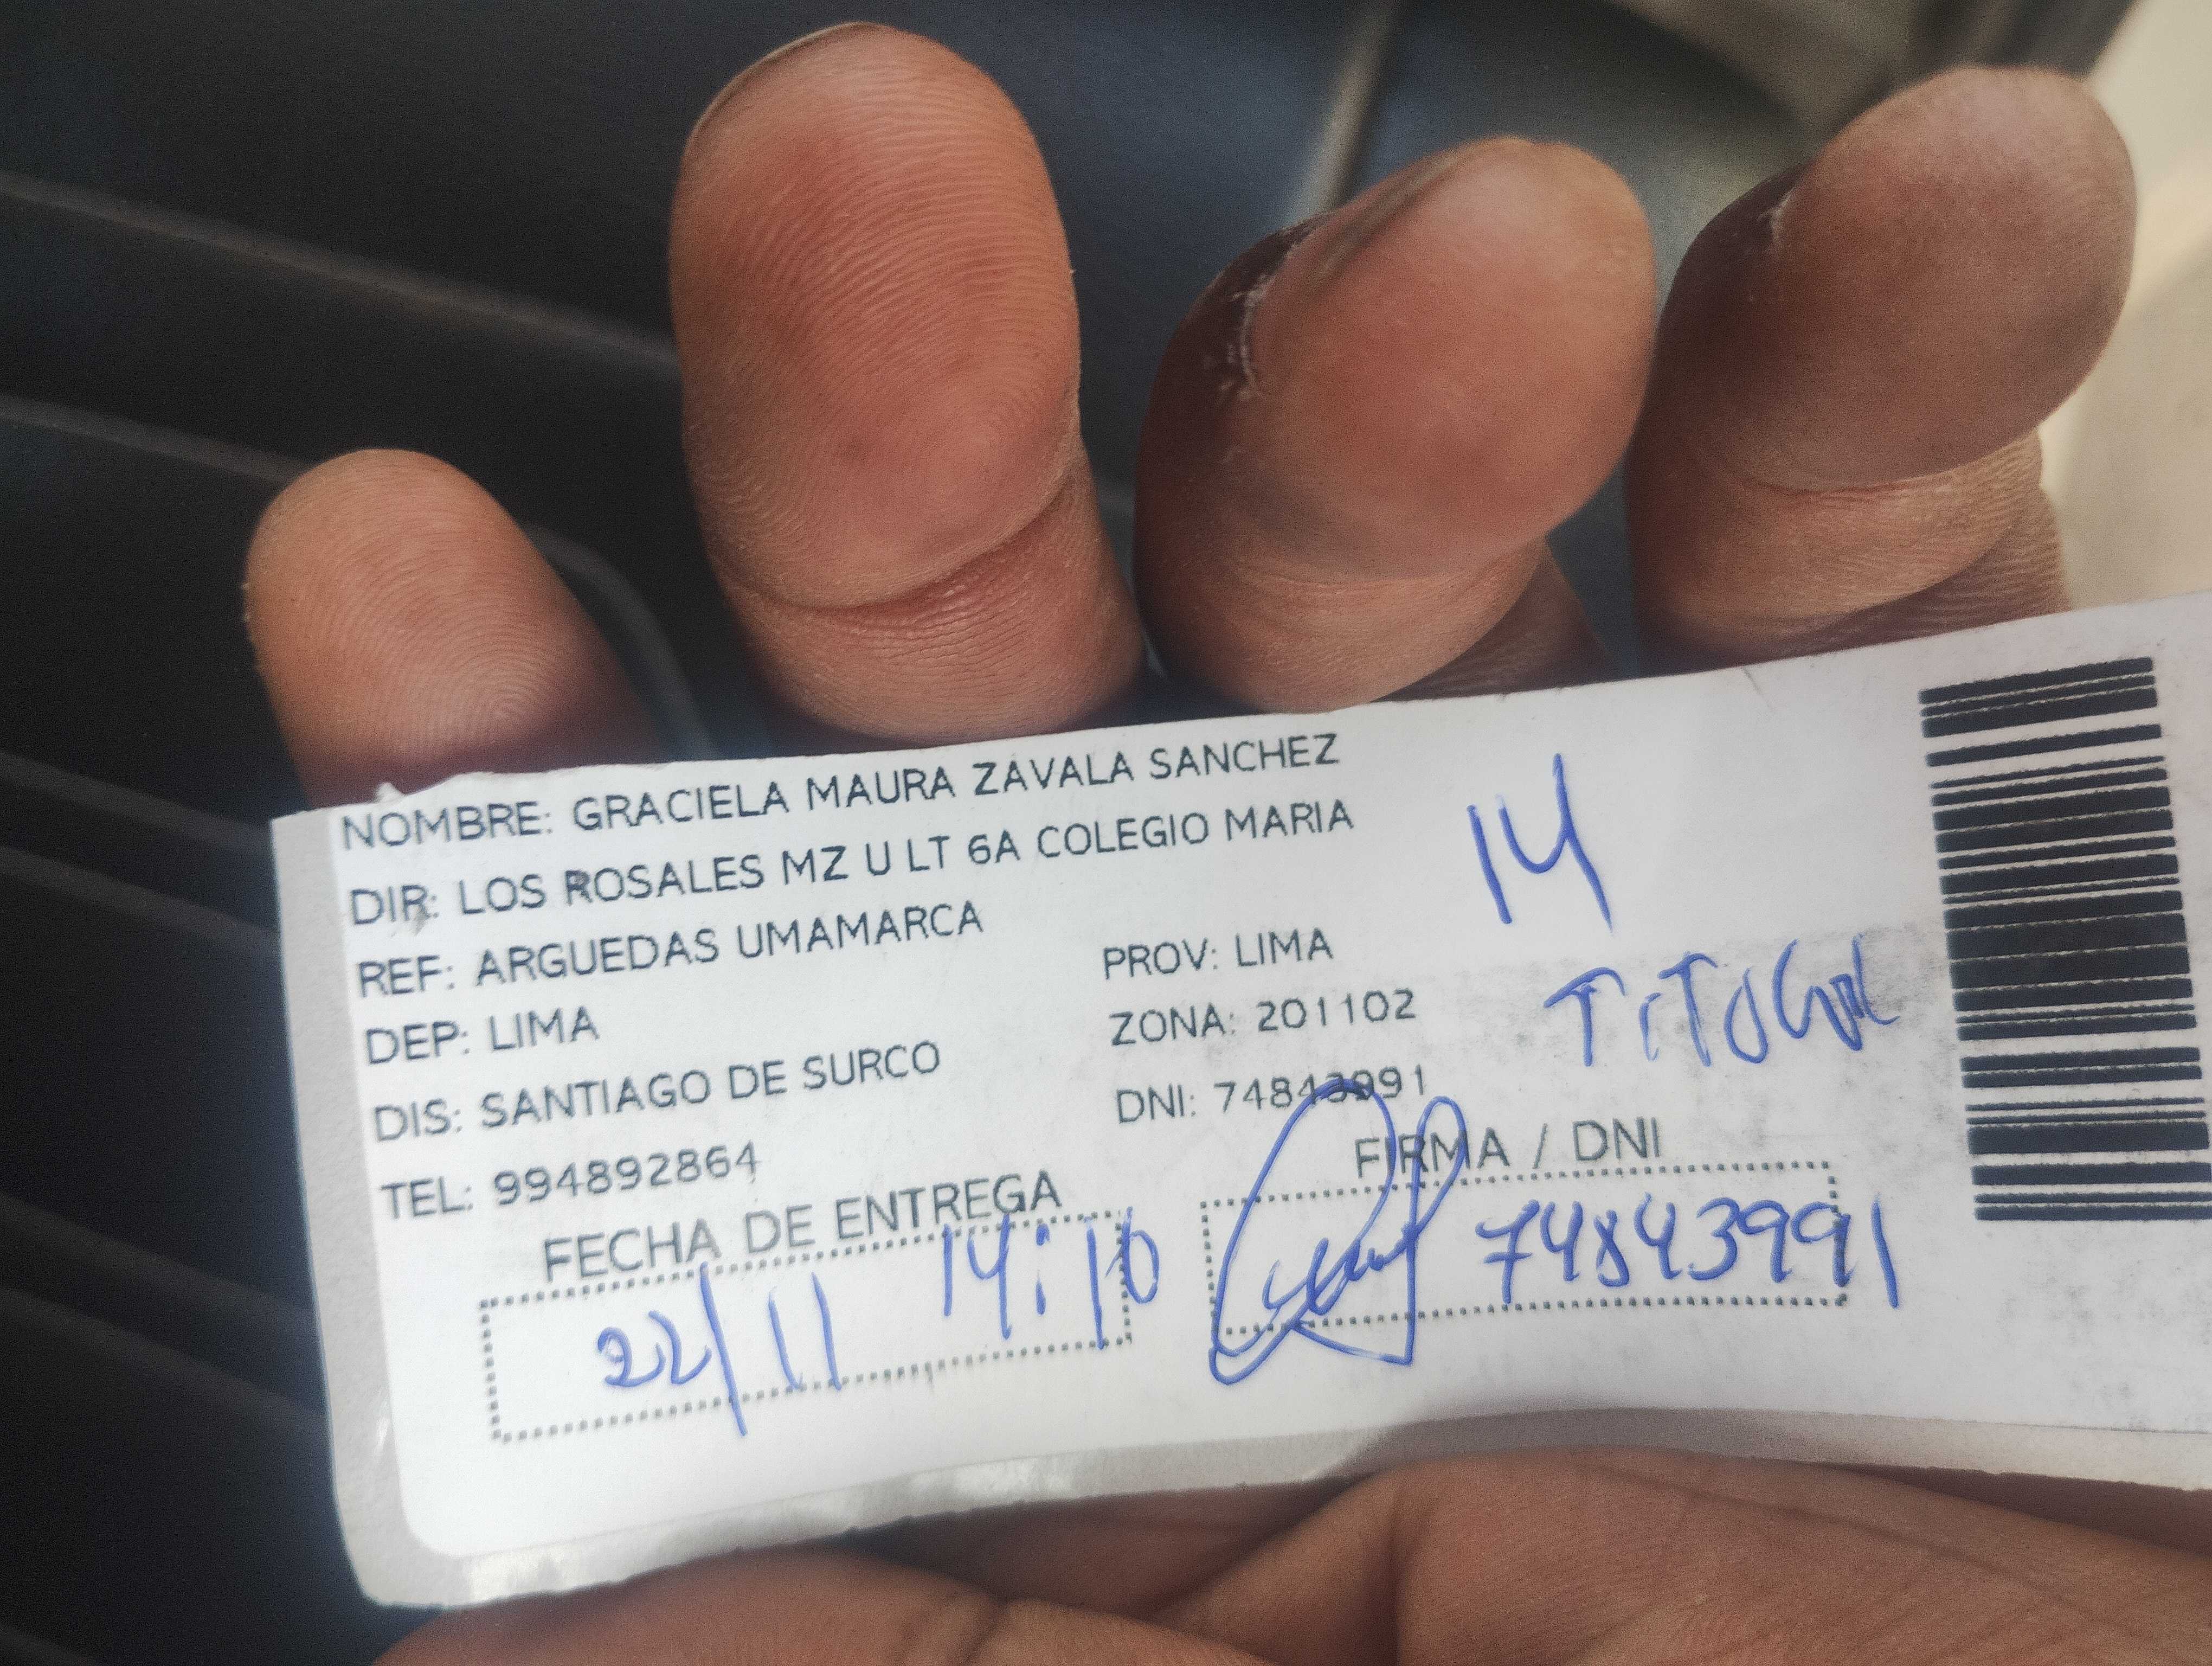 NOMBRE: GRACIELA MAURA ZAVALA SANCHEZ
DIR: LOS ROSALES MZ U LT 6A COLEGIO MARIA
14
REF: ARGUEDAS UMAMARCA
DEP: LIMA
PROV: LIMA
ZONA: 201102
DIS: SANTIAGO DE SURCO
DNI: 74843991
TEL: 994892864
FECHA DE ENTREGA
22/11 14:10
FIRMA / DNI
74843991